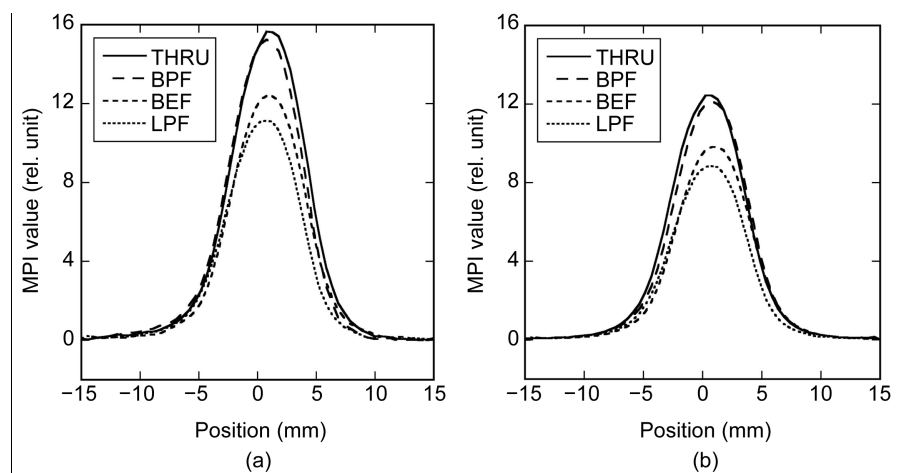 16
12
8
4
0
MPI value (rel. unit)
THRU
BPF
BEF
LPF
−15 −10 −5 0 5 10 15
Position (mm)
(a)
16
12
8
4
0
MPI value (rel. unit)
THRU
BPF
BEF
LPF
−15 −10 −5 0 5 10 15
Position (mm)
(b)